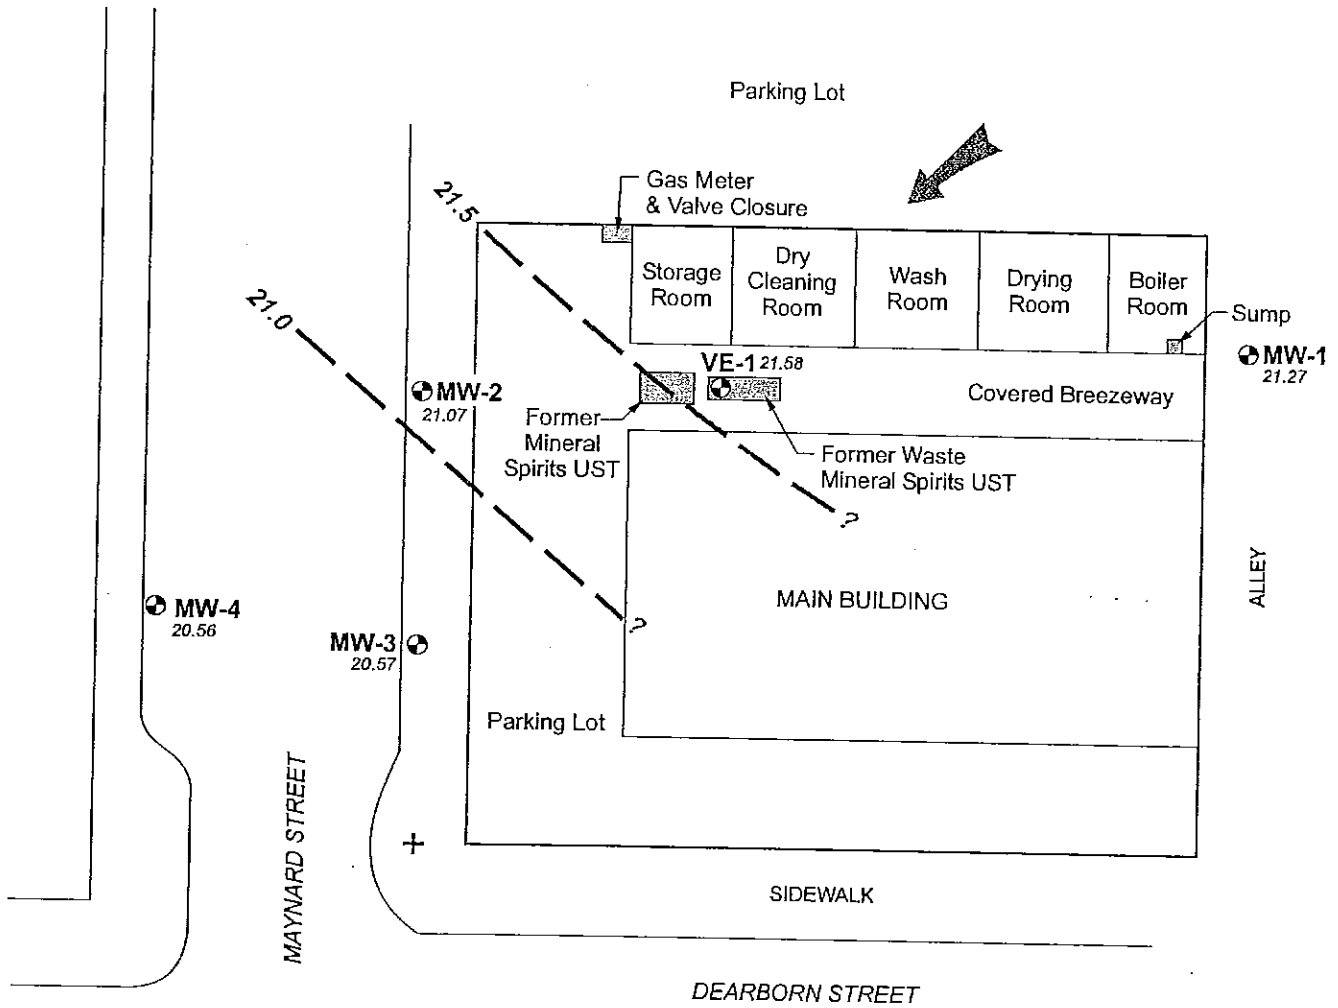 Parking Lot
Gas Meter
& Valve Closure
21.5
Storage
Room
Dry
Cleaning
Room
Wash
Room
Drying
Room
Boiler
Room
Sump
21.0
MW-1
21.27
VE-1 21.58
MW-2
21.07
Covered Breezeway
Former
Mineral
Spirits UST
Former Waste
Mineral Spirits UST
?
ALLEY
MAIN BUILDING
MW-4
20.56
?
MW-3
20.57
Parking Lot
MAYNARD STREET
SIDEWALK
DEARBORN STREET